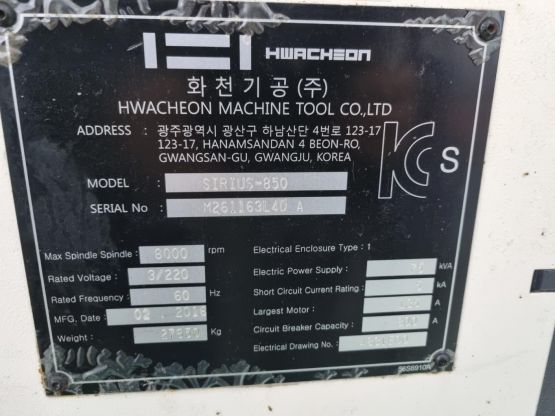 HWACHEON
화천기공(주)
HWACHEON MACHINE TOOL CO.,LTD
ADDRESS : 광주광역시 광산구 하남산단 4번로 123-17
123-17, HANAMSANDAN 4 BEON-RO,
GWANGSAN-GU, GWANGJU, KOREA
KC S
MODEL : SIRIUS-850
SERIAL No : M261163L4D A
Max Spindle Spindle : 8000 rpm
Rated Voltage : 3/220
Rated Frequency : 60 Hz
MFG. Date : 02 . 2016
Weight : Kg
Electrical Enclosure Type : 1
Electric Power Supply : kVA
Short Circuit Current Rating : kA
Largest Motor : A
Circuit Breaker Capacity : A
Electrical Drawing No. :
56S6910A